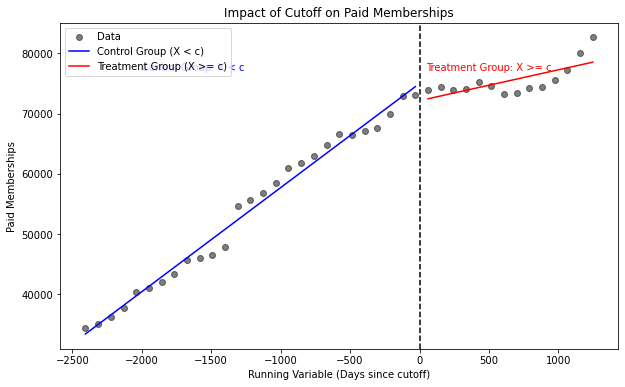 Impact of Cutoff on Paid Memberships
Data
Control Group (X < c)
Treatment Group (X >= c)
< c
Treatment Group: X >= c
80000
70000
60000
50000
40000
Paid Memberships
−2500
−2000
−1500
−1000
−500
0
500
1000
Running Variable (Days since cutoff)